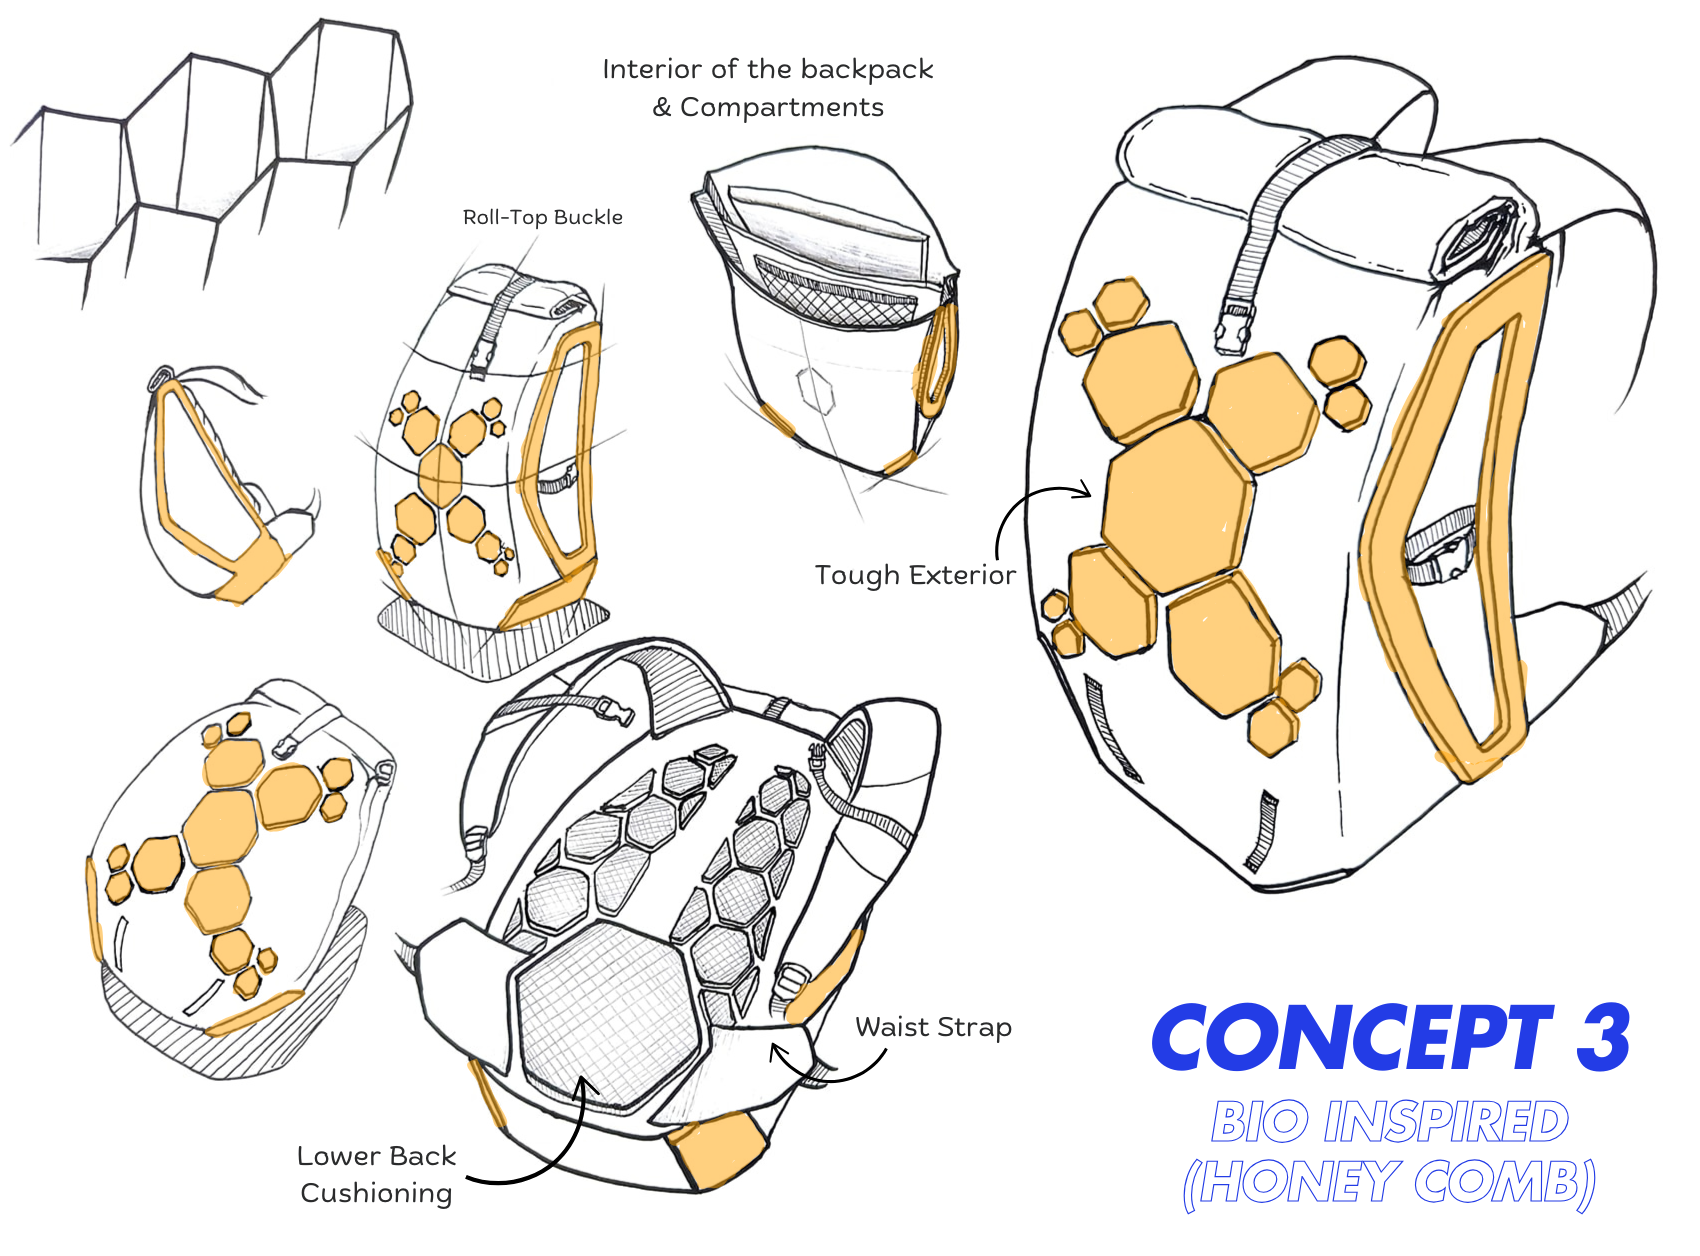 Interior of the backpack
& Compartments
Roll-Top Buckle
Tough Exterior
Waist Strap
Lower Back
Cushioning
CONCEPT 3
BIO INSPIRED
(HONEY COMB)